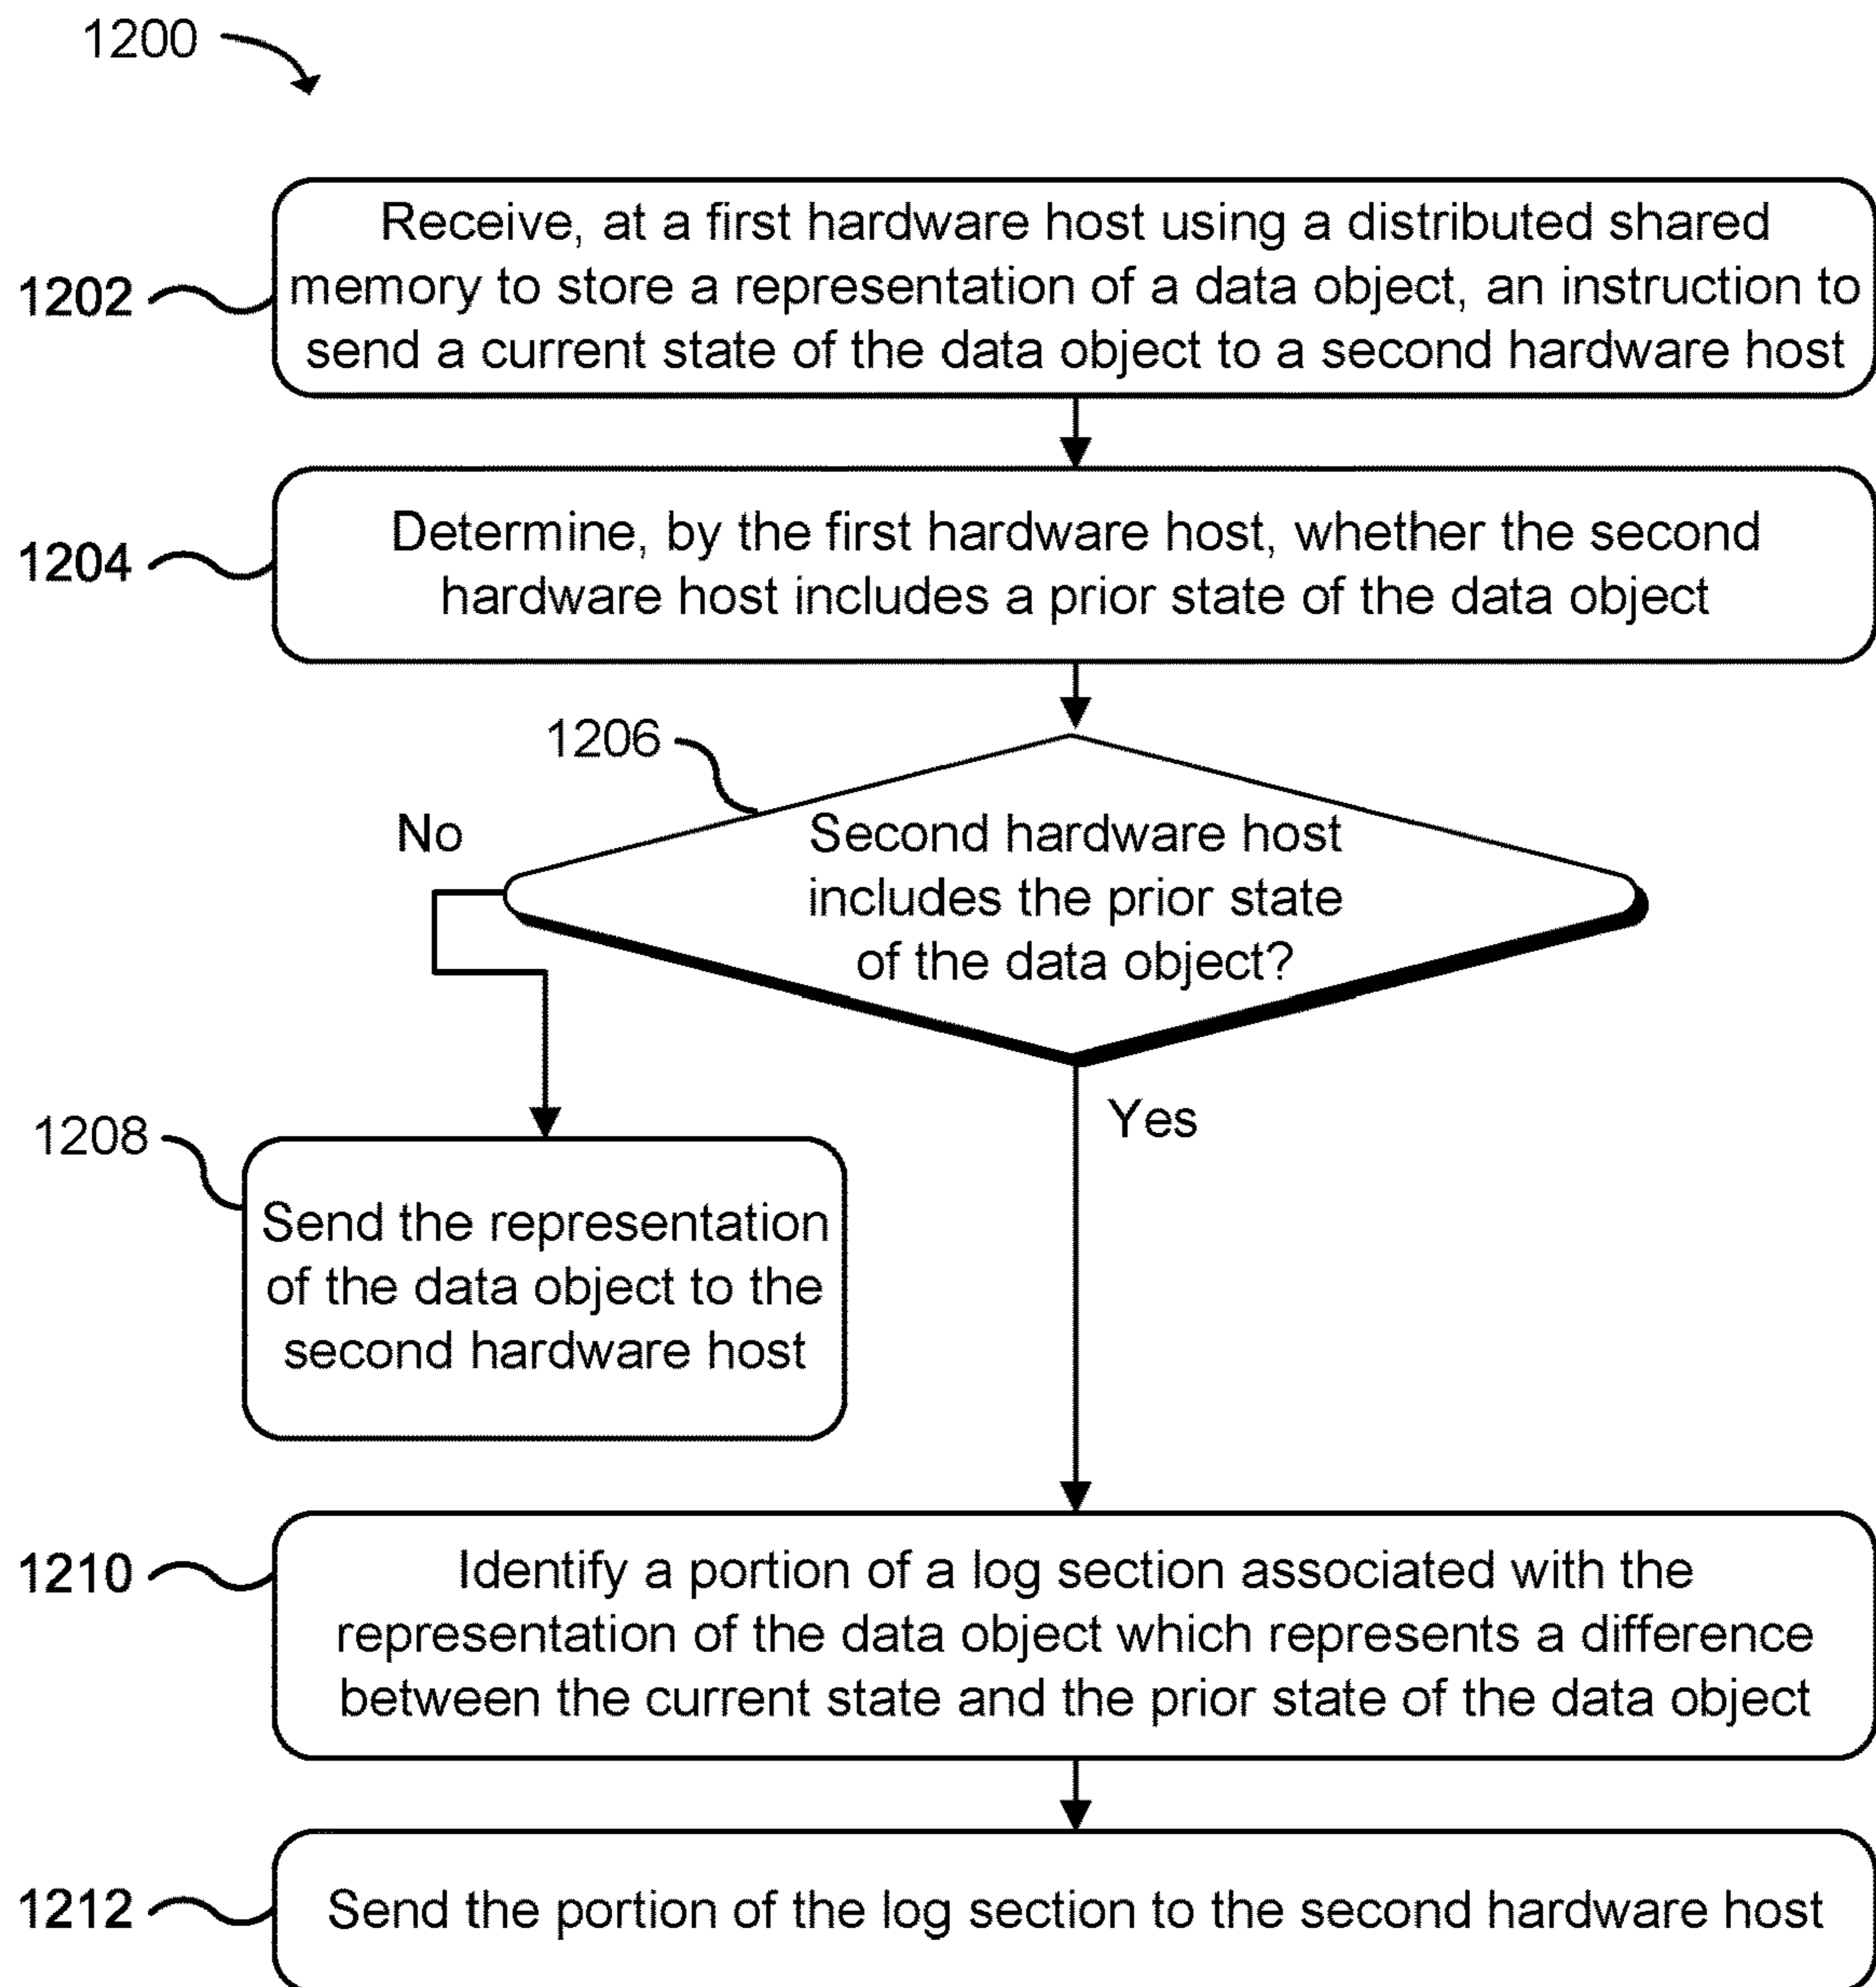 1200
Receive, at a first hardware host using a distributed shared
1202
memory to store a representation of a data object, an instruction to
send a current state of the data object to a second hardware host
Determine, by the first hardware host, whether the second
1204
hardware host includes a prior state of the data object
1206
No
Second hardware host
includes the prior state
of the data object?
Yes
1208
Send the representation
of the data object to the
second hardware host
1210
Identify a portion of a log section associated with the
representation of the data object which represents a difference
between the current state and the prior state of the data object
1212
Send the portion of the log section to the second hardware host